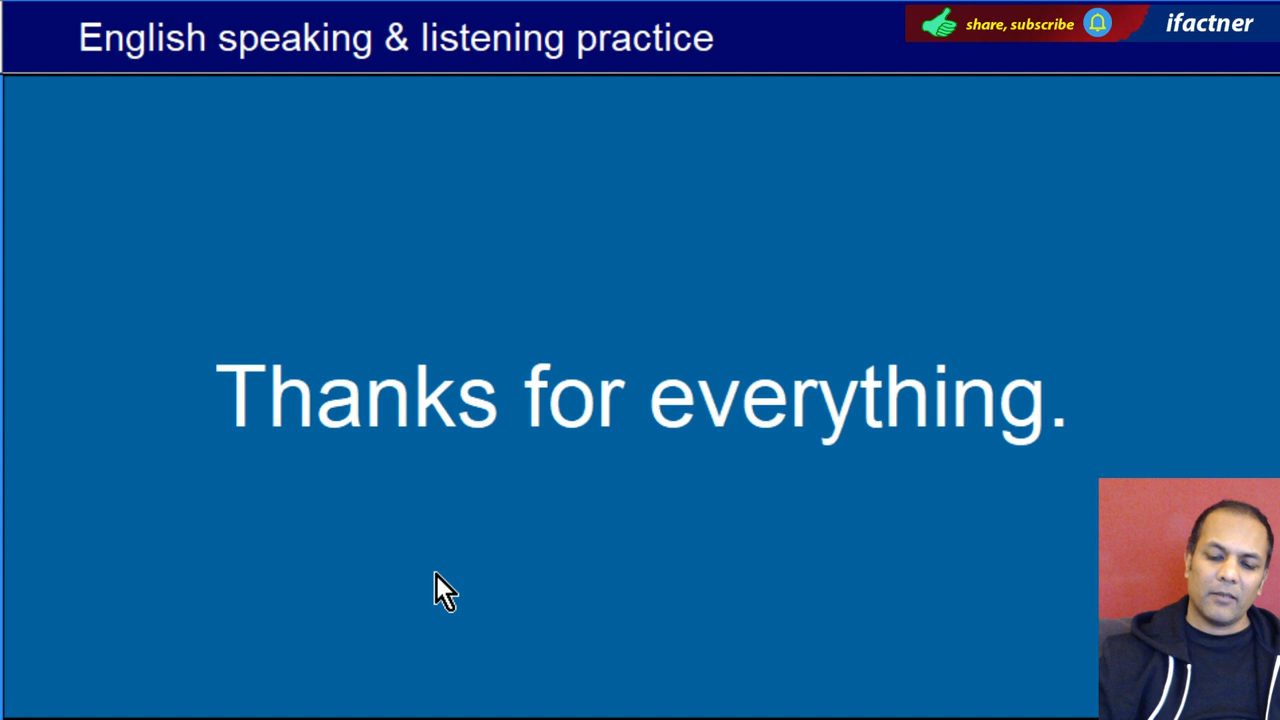 English speaking & listening practice
share, subscribe
ifactner
Thanks for everything.